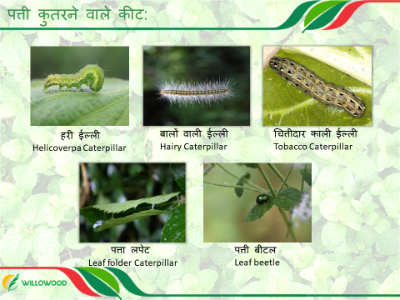 पत्ती कुतरने वाले कीट:
हरी ईल्ली
Helicoverpa Caterpillar
बालों वाली ईल्ली
Hairy Caterpillar
चित्तीदार काली ईल्ली
Tobacco Caterpillar
पत्ता लपेट
Leaf folder Caterpillar
पत्ती बीटल
Leaf beetle
WILLOWOOD